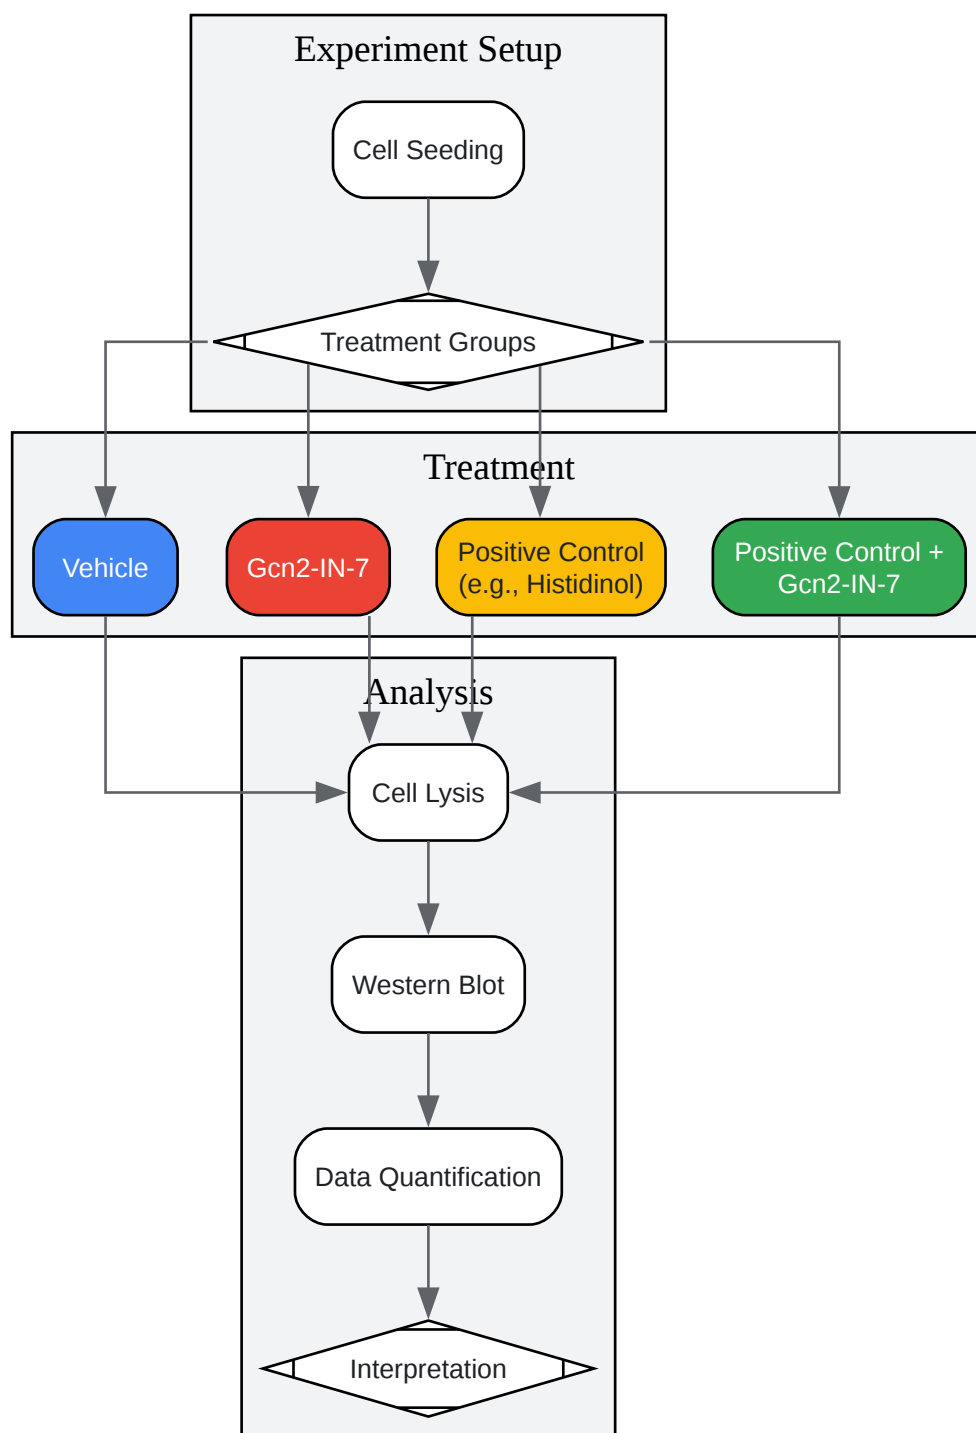 Experiment Setup
Cell Seeding
Treatment Groups
Treatment
Vehicle
Gcn2-IN-7
Positive Control
(e.g., Histidinol)
Positive Control +
Gcn2-IN-7
Analysis
Cell Lysis
Western Blot
Data Quantification
Interpretation